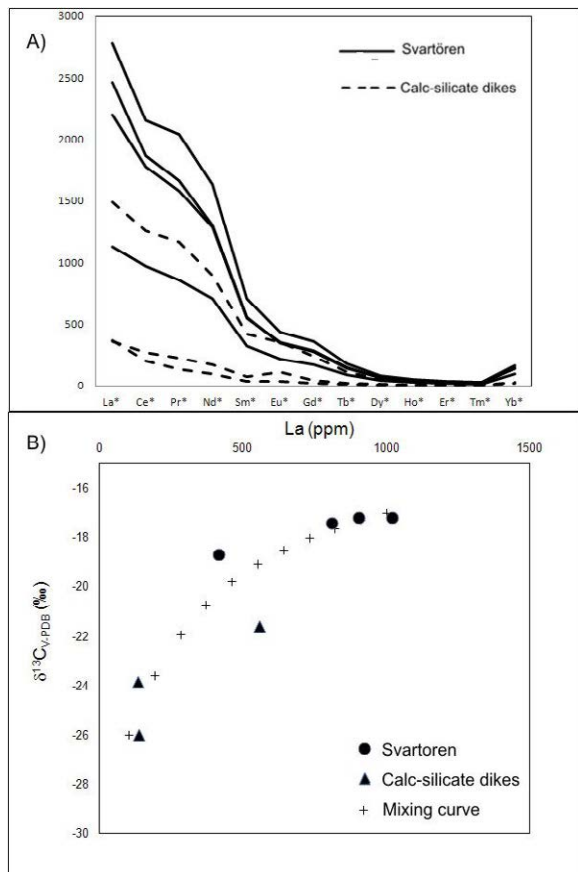 A)
3000
2500
2000
1500
1000
500
0
Svartören
Calc-silicate dikes
La* Ce* Pr* Nd* Sm* Eu* Gd* Tb* Dy* Ho* Er* Tm* Yb*
B)
La (ppm)
0 500 1000 1500
-16
-18
-20
-22
-24
-26
-28
-30
δ¹³C V-PDB (‰)
Svartoren
Calc-silicate dikes
Mixing curve